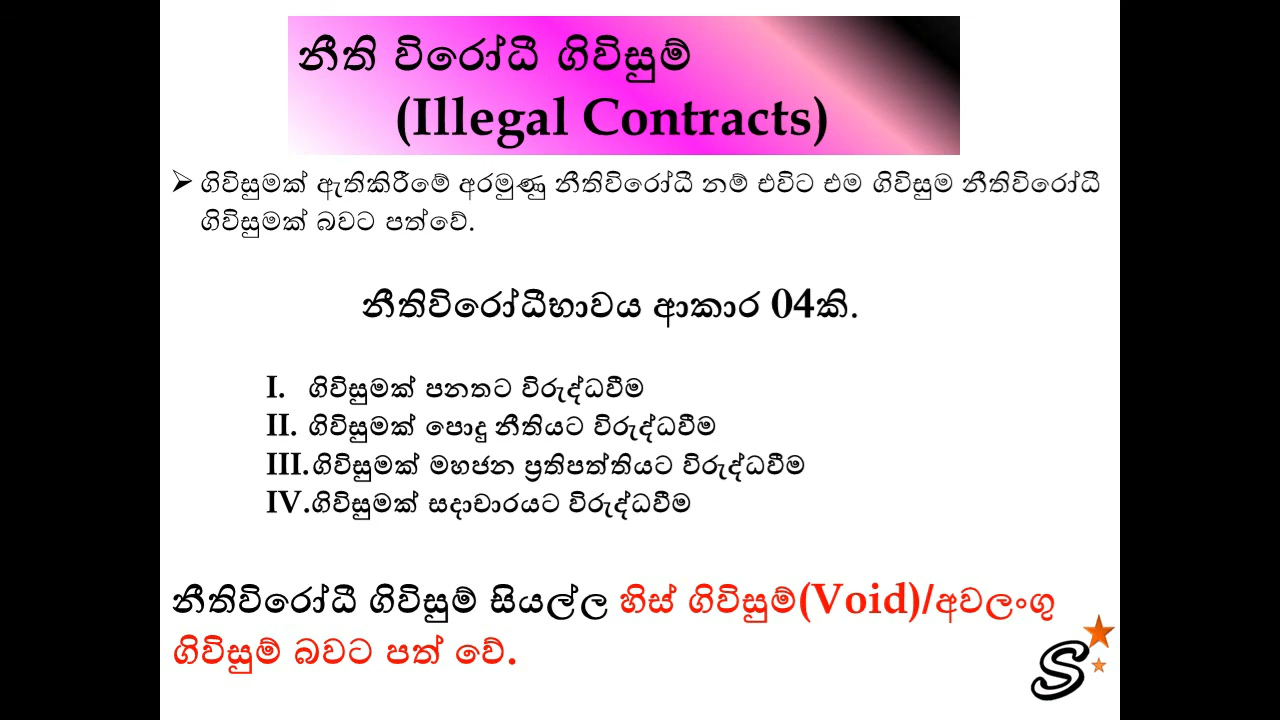 නීති විරෝධී ගිවිසුම්
(Illegal Contracts)
➢ ගිවිසුමක් ඇතිකිරීමේ අරමුණු නීතිවිරෝධී නම් එවිට එම ගිවිසුම නීතිවිරෝධී
ගිවිසුමක් බවට පත්වේ.
නීතිවිරෝධීභාවය ආකාර 04කි.
I. ගිවිසුමක් පනතට විරුද්ධවීම
II. ගිවිසුමක් පොදු නීතියට විරුද්ධවීම
III.ගිවිසුමක් මහජන ප්‍රතිපත්තියට විරුද්ධවීම
IV.ගිවිසුමක් සදාචාරයට විරුද්ධවීම
නීතිවිරෝධී ගිවිසුම් සියල්ල හිස් ගිවිසුම්(Void)/අවලංගු
ගිවිසුම් බවට පත් වේ.
S